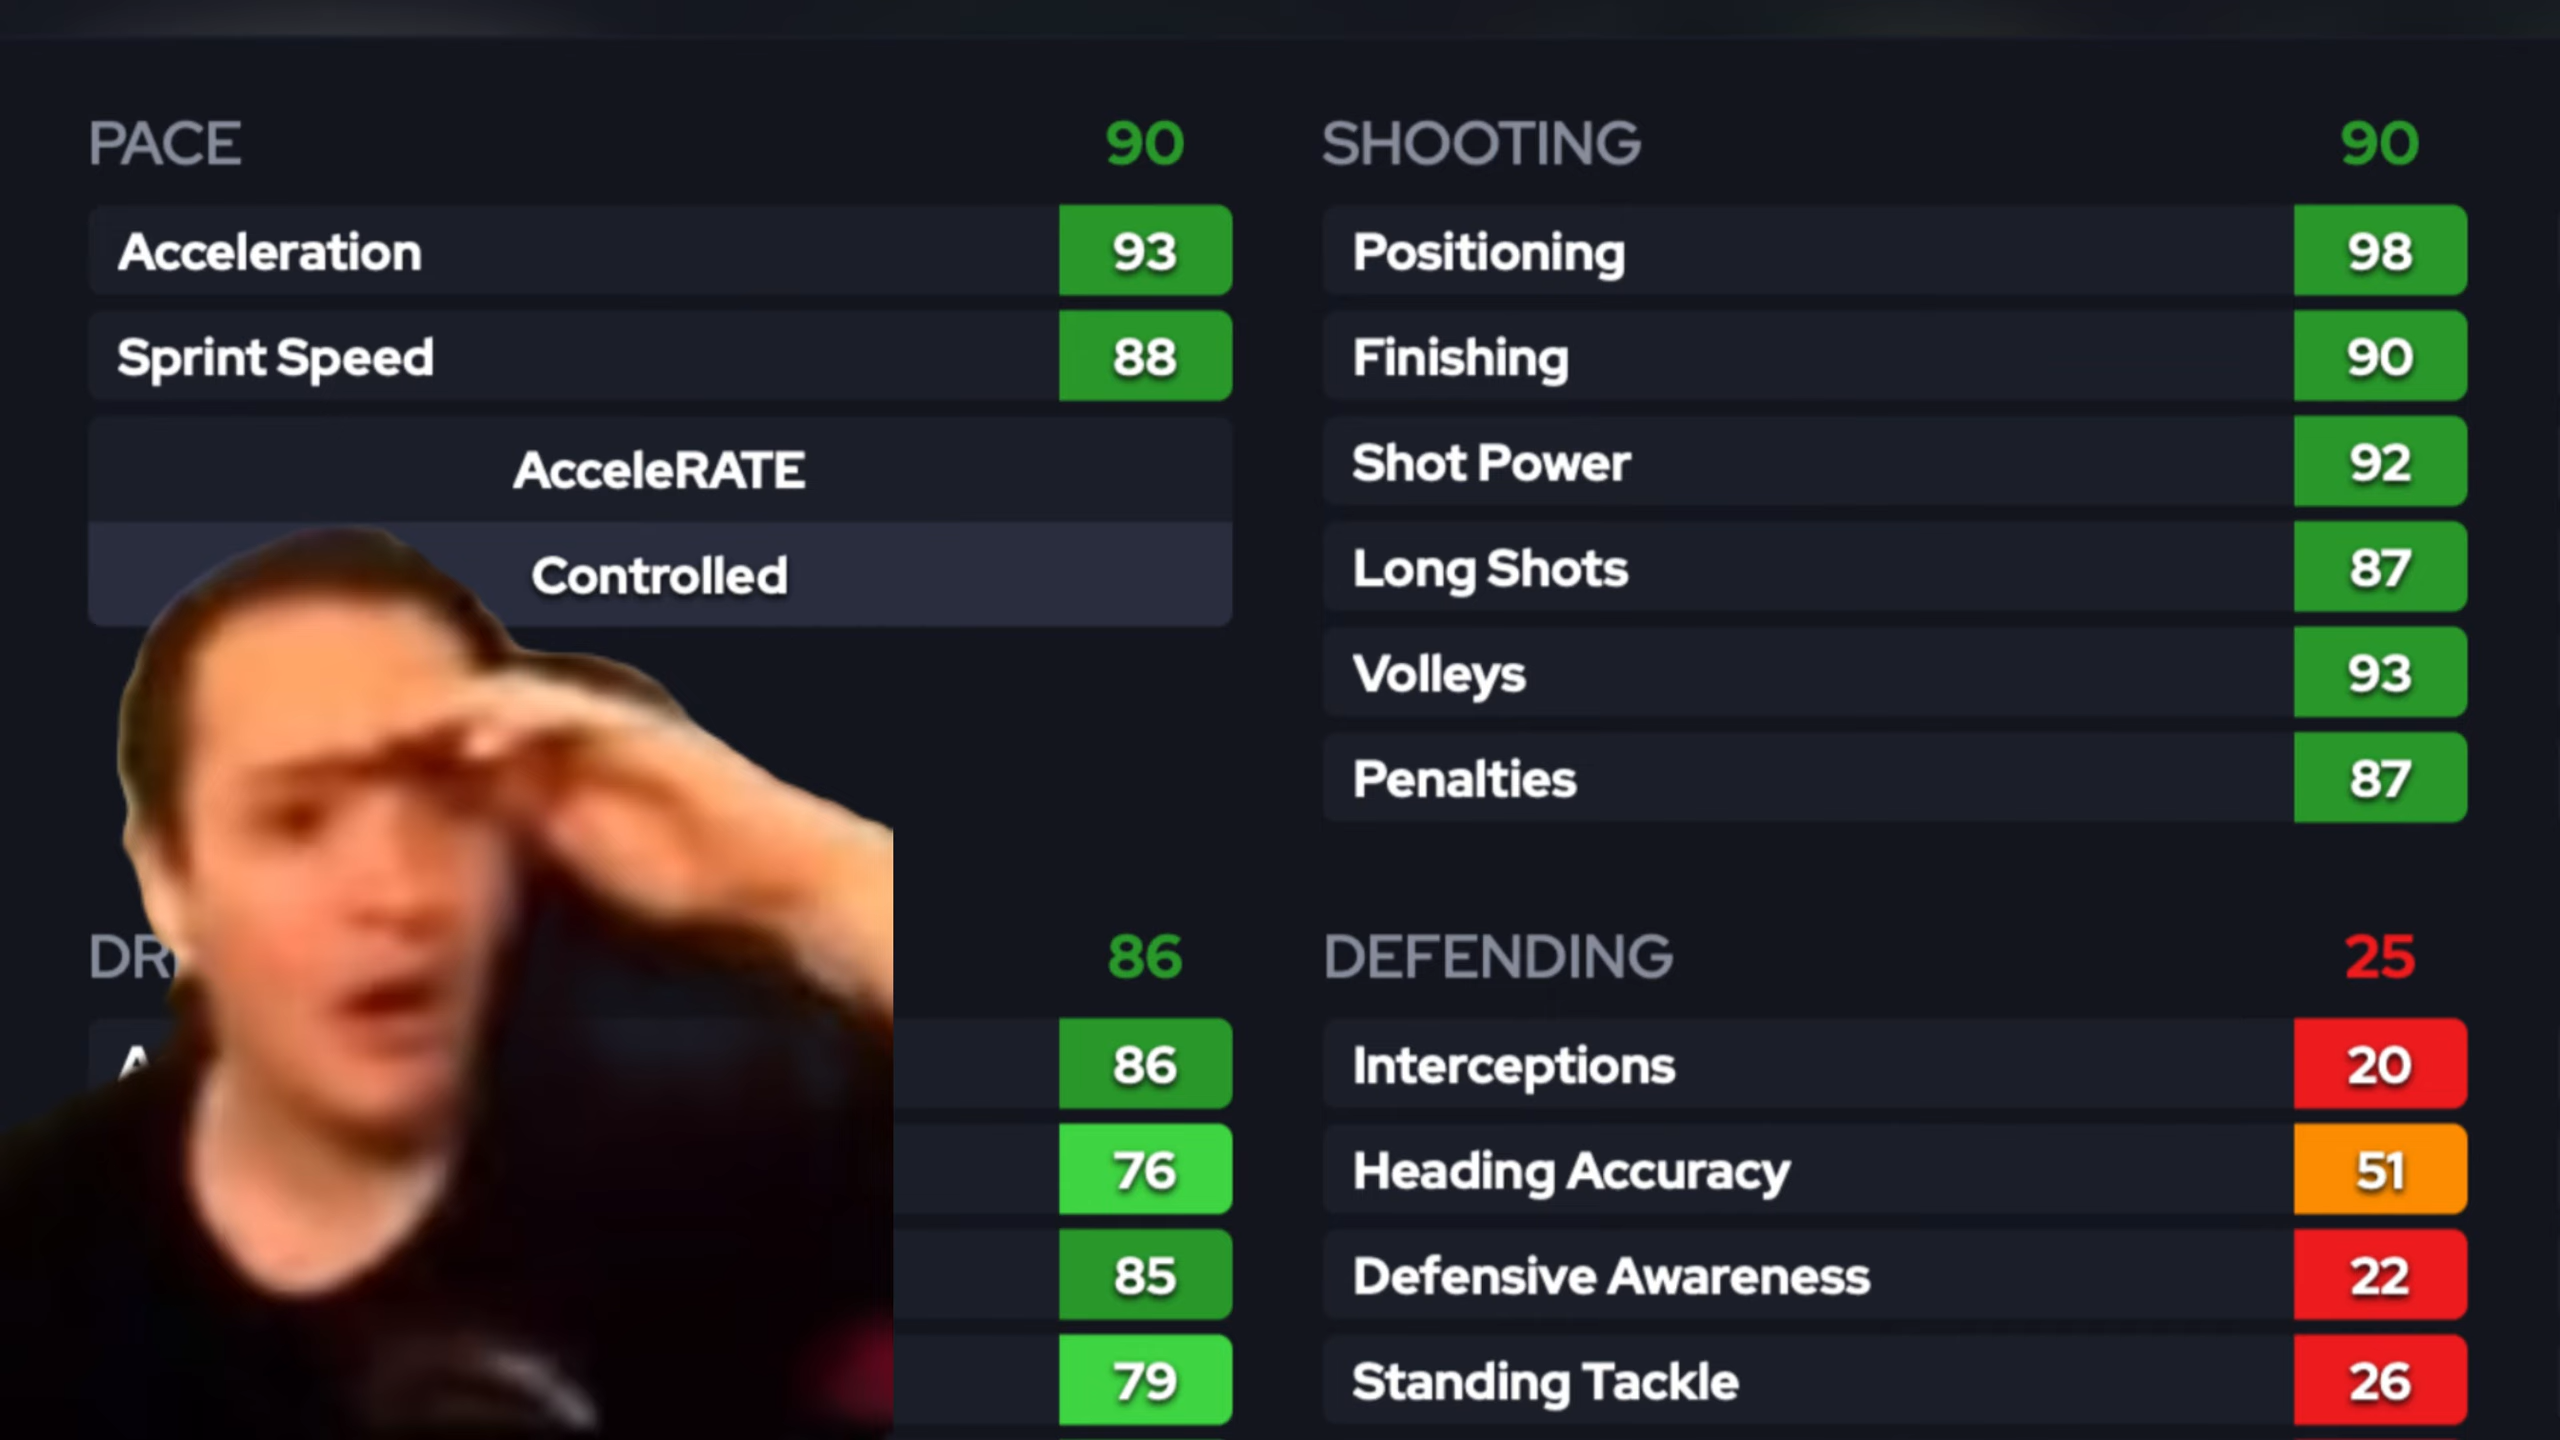 PACE 90
Acceleration 93
Sprint Speed 88
AcceleRATE
Controlled
SHOOTING 90
Positioning 98
Finishing 90
Shot Power 92
Long Shots 87
Volleys 93
Penalties 87
DR 86
A 86
76
85
79
DEFENDING 25
Interceptions 20
Heading Accuracy 51
Defensive Awareness 22
Standing Tackle 26